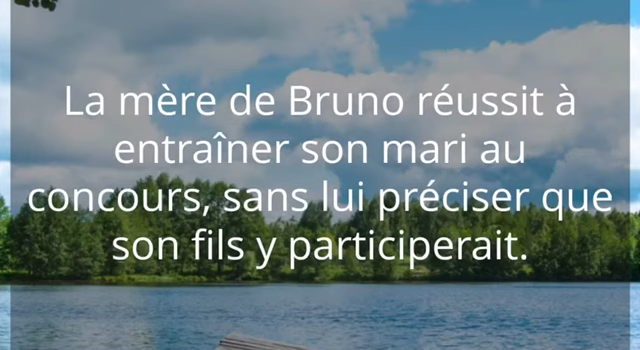 La mère de Bruno réussit à
entraîner son mari au
concours, sans lui préciser que
son fils y participerait.